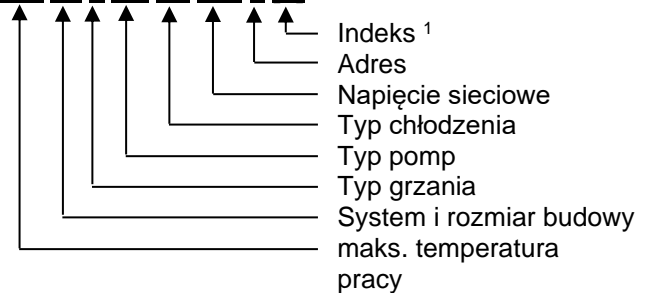 Indeks ¹
Adres
Napięcie sieciowe
Typ chłodzenia
Typ pomp
Typ grzania
System i rozmiar budowy
maks. temperatura
pracy